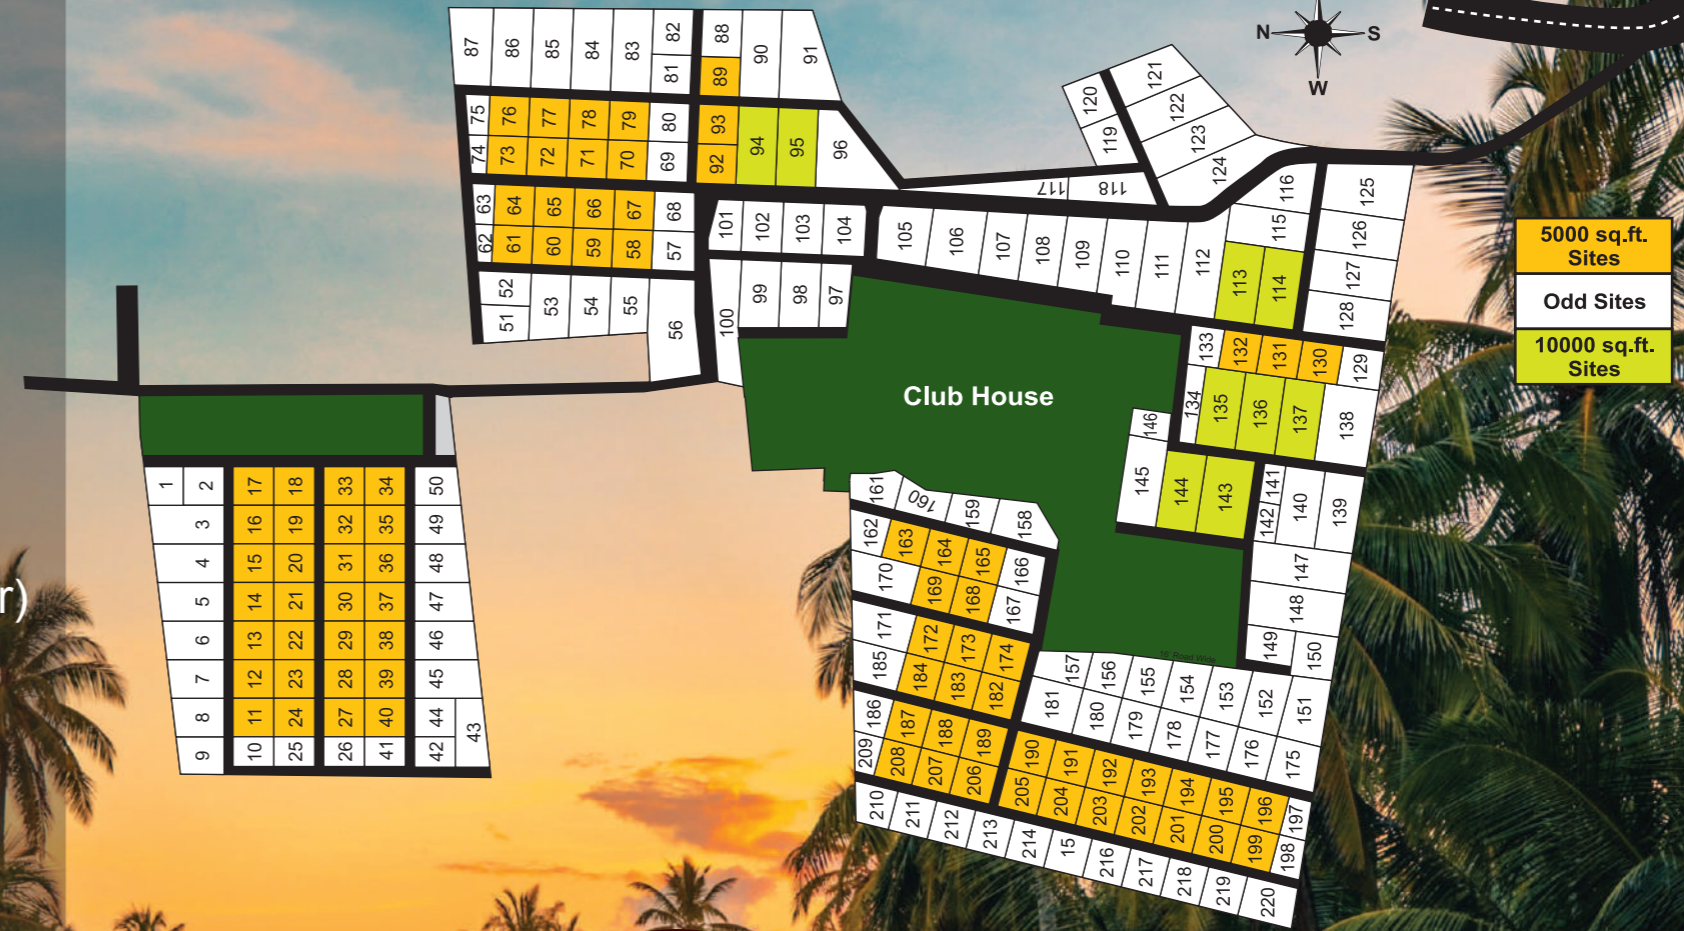 N S
W
87 86 85 84 83 82 81 88 89 90 91
75 76 77 78 79 80 93 94 95 96
74 73 72 71 70 69 92
63 64 65 66 67 68
62 61 60 59 58 57
52 51 53 54 55 56
101 102 103 104
100 99 98 97
120 119 121 122 123 124
117 118
105 106 107 108 109 110 111 112 113 114 115 116
125 126 127 128
133 132 131 130 129
134 135 136 137 138
146 145 144 143
141 142 140 139
147
148
149 150
5000 sq.ft.
Sites
Odd Sites
10000 sq.ft.
Sites
Club House
r)
1 2 17 18 33 34 50
3 16 19 32 35 49
4 15 20 31 36 48
5 14 21 30 37 47
6 13 22 29 38 46
7 12 23 28 39 45
8 11 24 27 40 44 43
9 10 25 26 41 42
161 160 159 158
162 163 164 165 166
170 169 168 167
171 172 173 174
185 184 183 182
16' Road Wide
157 156 155 154 153 152 151
181 180 179 178 177 176 175
186 187 188 189 190 191 192 193 194 195 196 197
209 208 207 206 205 204 203 202 201 200 199 198
210 211 212 213 214 15 216 217 218 219 220